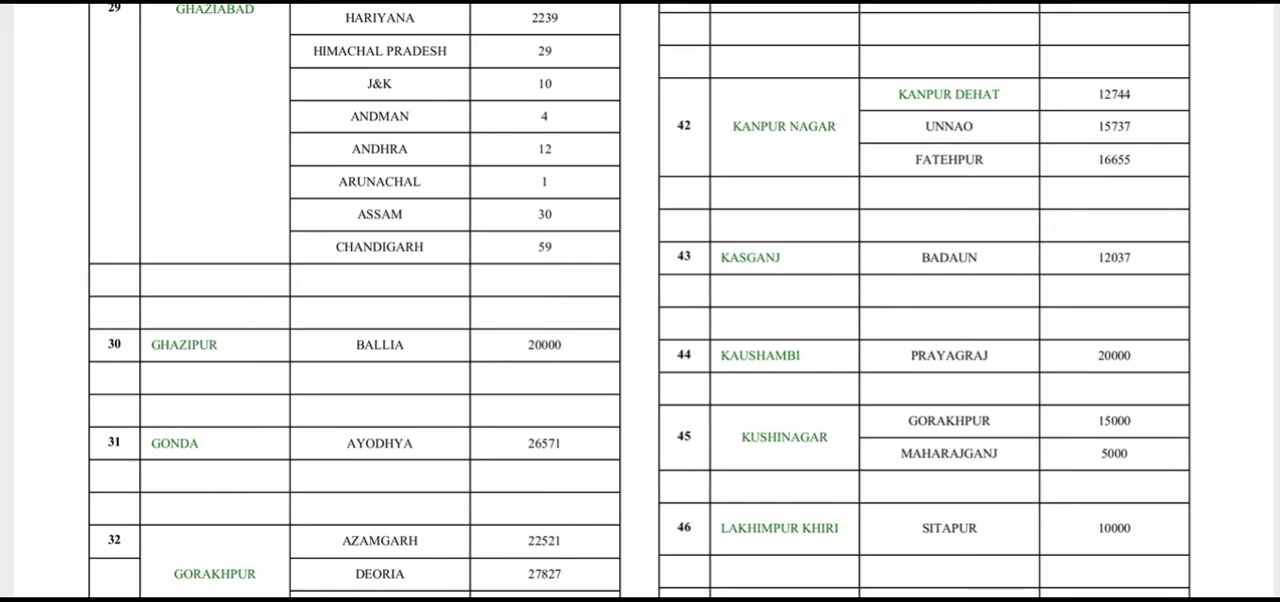 29 GHAZIABAD HARIYANA 2239
HIMACHAL PRADESH 29
J&K 10
ANDMAN 4
ANDHRA 12
ARUNACHAL 1
ASSAM 30
CHANDIGARH 59
30 GHAZIPUR BALLIA 20000
31 GONDA AYODHYA 26571
32 AZAMGARH 22521
GORAKHPUR DEORIA 27827
KANPUR DEHAT 12744
42 KANPUR NAGAR UNNAO 15737
FATEHPUR 16655
43 KASGANJ BADAUN 12037
44 KAUSHAMBI PRAYAGRAJ 20000
GORAKHPUR 15000
45 KUSHINAGAR
MAHARAJGANJ 5000
46 LAKHIMPUR KHIRI SITAPUR 10000